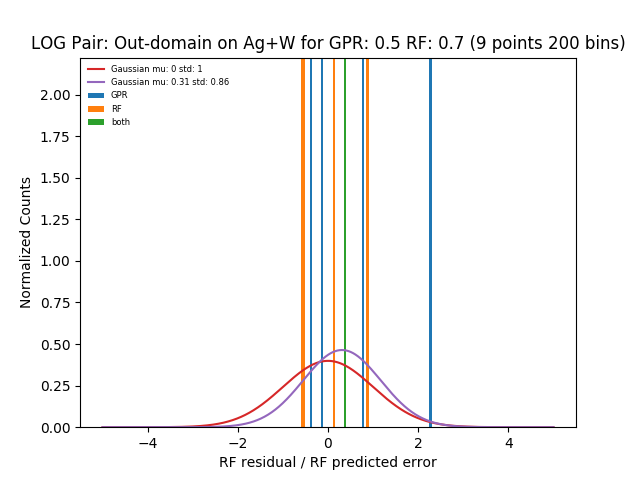 LOG Pair: Out-domain on Ag+W for GPR: 0.5 RF: 0.7 (9 points 200 bins)
Gaussian mu: 0 std: 1
Gaussian mu: 0.31 std: 0.86
GPR
RF
both
Normalized Counts
2.00
1.75
1.50
1.25
1.00
0.75
0.50
0.25
0.00
−4
−2
0
2
4
RF residual / RF predicted error